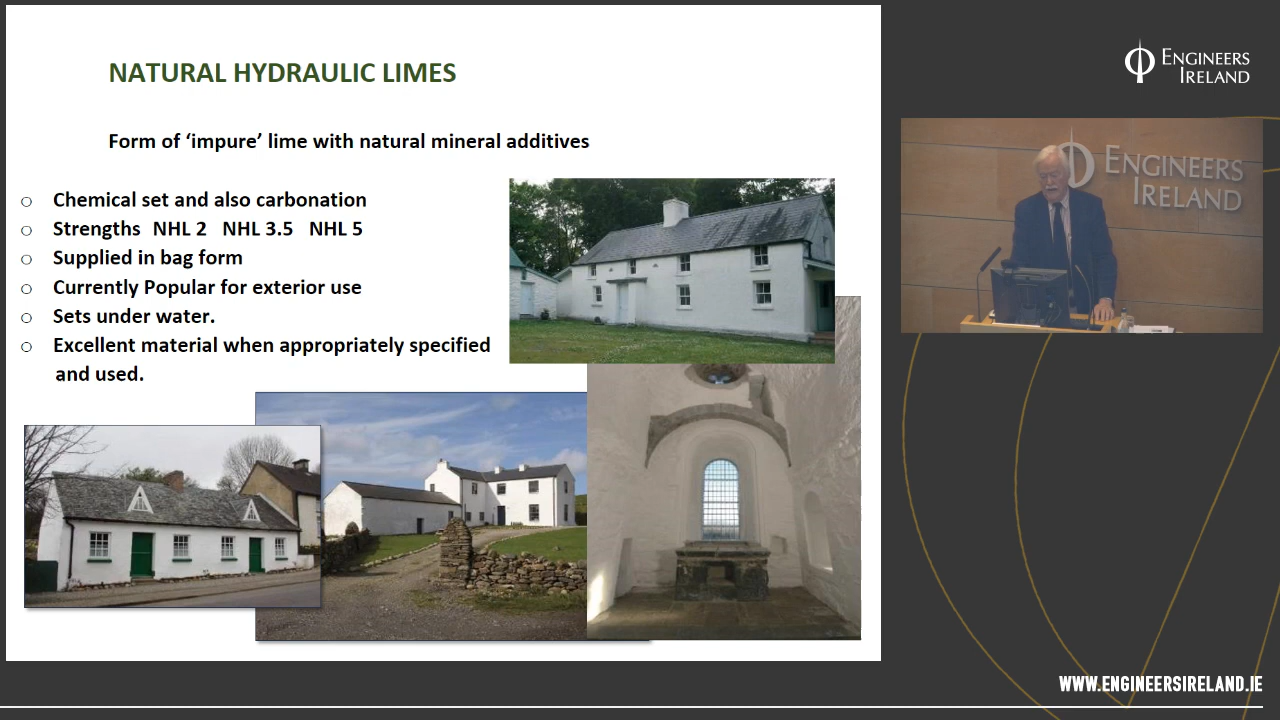 NATURAL HYDRAULIC LIMES
Form of ‘impure’ lime with natural mineral additives
○ Chemical set and also carbonation
○ Strengths NHL 2 NHL 3.5 NHL 5
○ Supplied in bag form
○ Currently Popular for exterior use
○ Sets under water.
○ Excellent material when appropriately specified
and used.
ENGINEERS
IRELAND
ENGINEERS
IRELAND
WWW.ENGINEERSIRELAND.IE